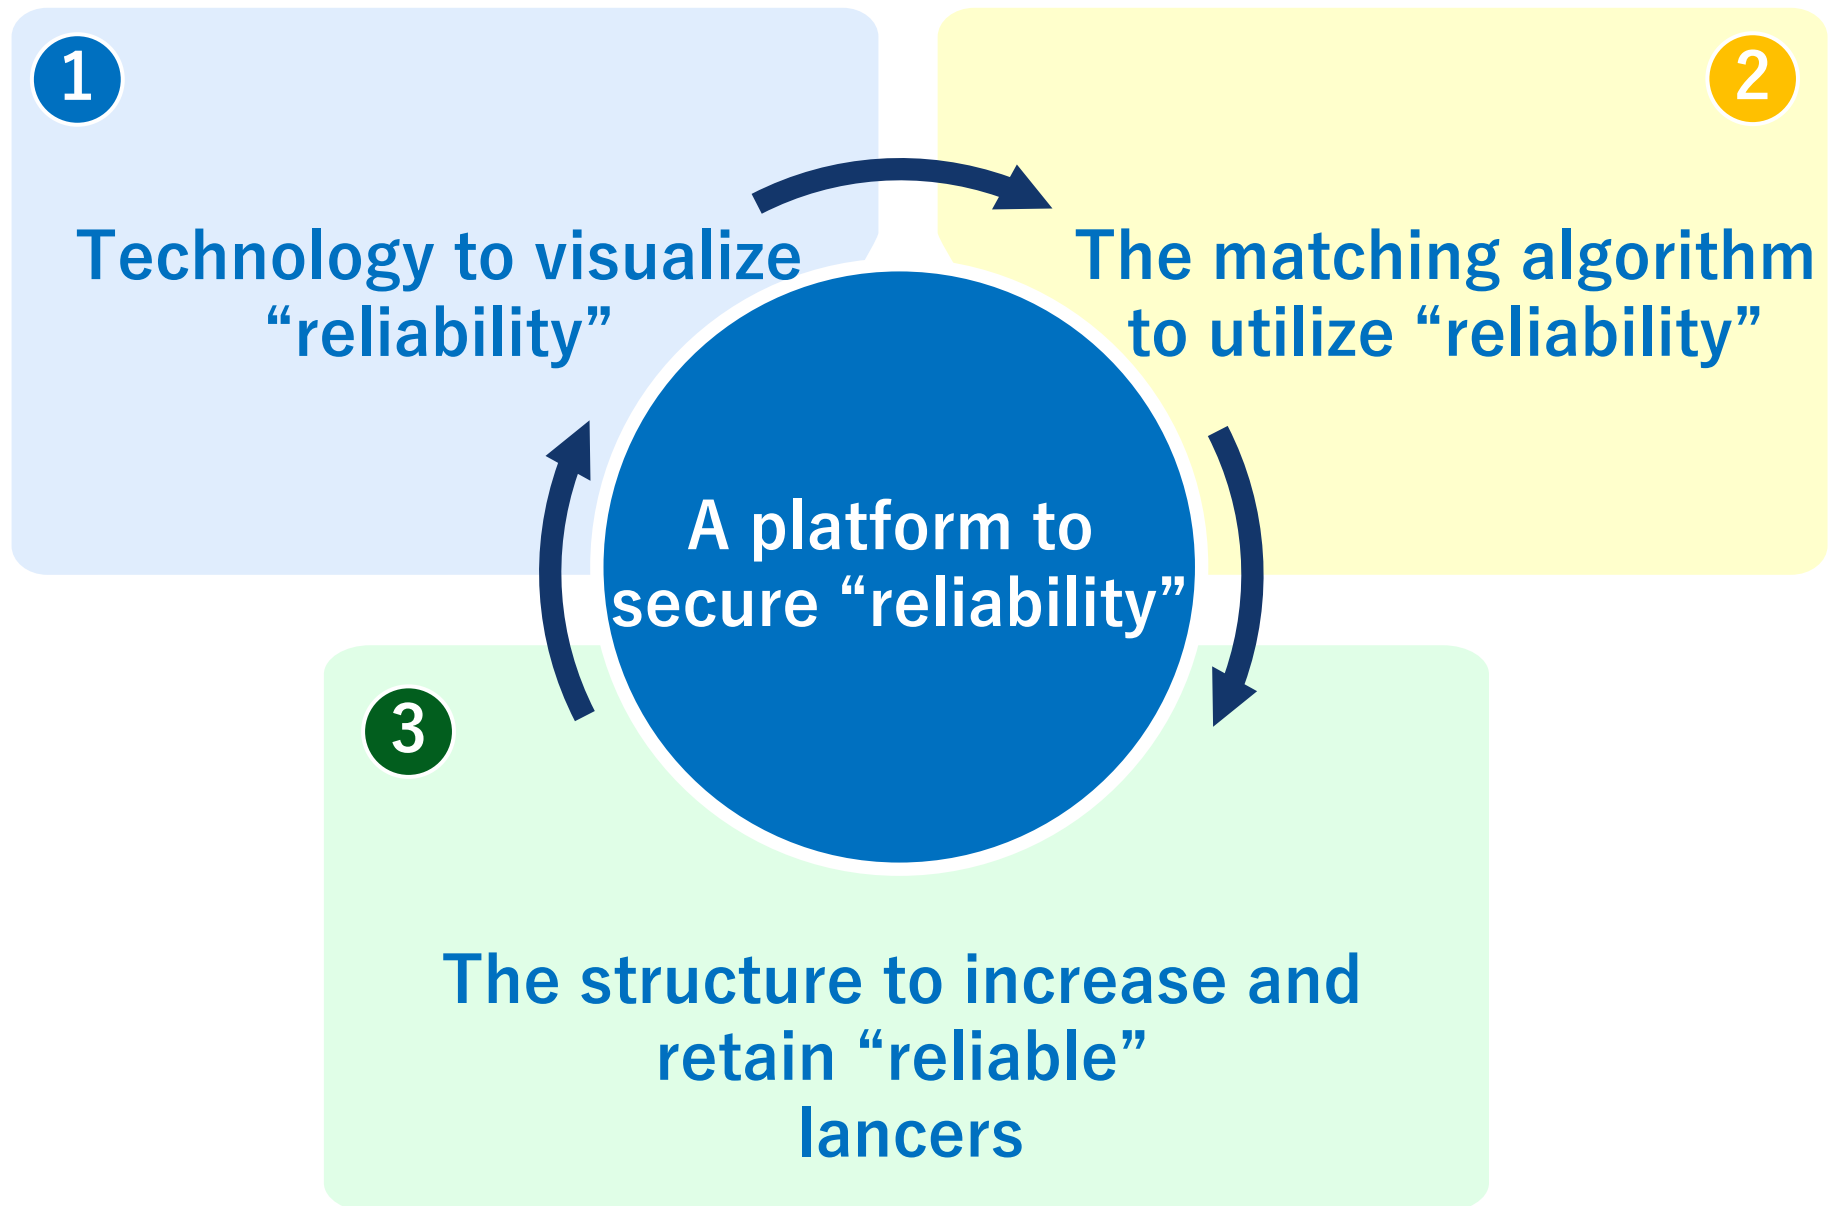 1
Technology to visualize
“reliability”
2
The matching algorithm
to utilize “reliability”
A platform to
secure “reliability”
3
The structure to increase and
retain “reliable”
lancers